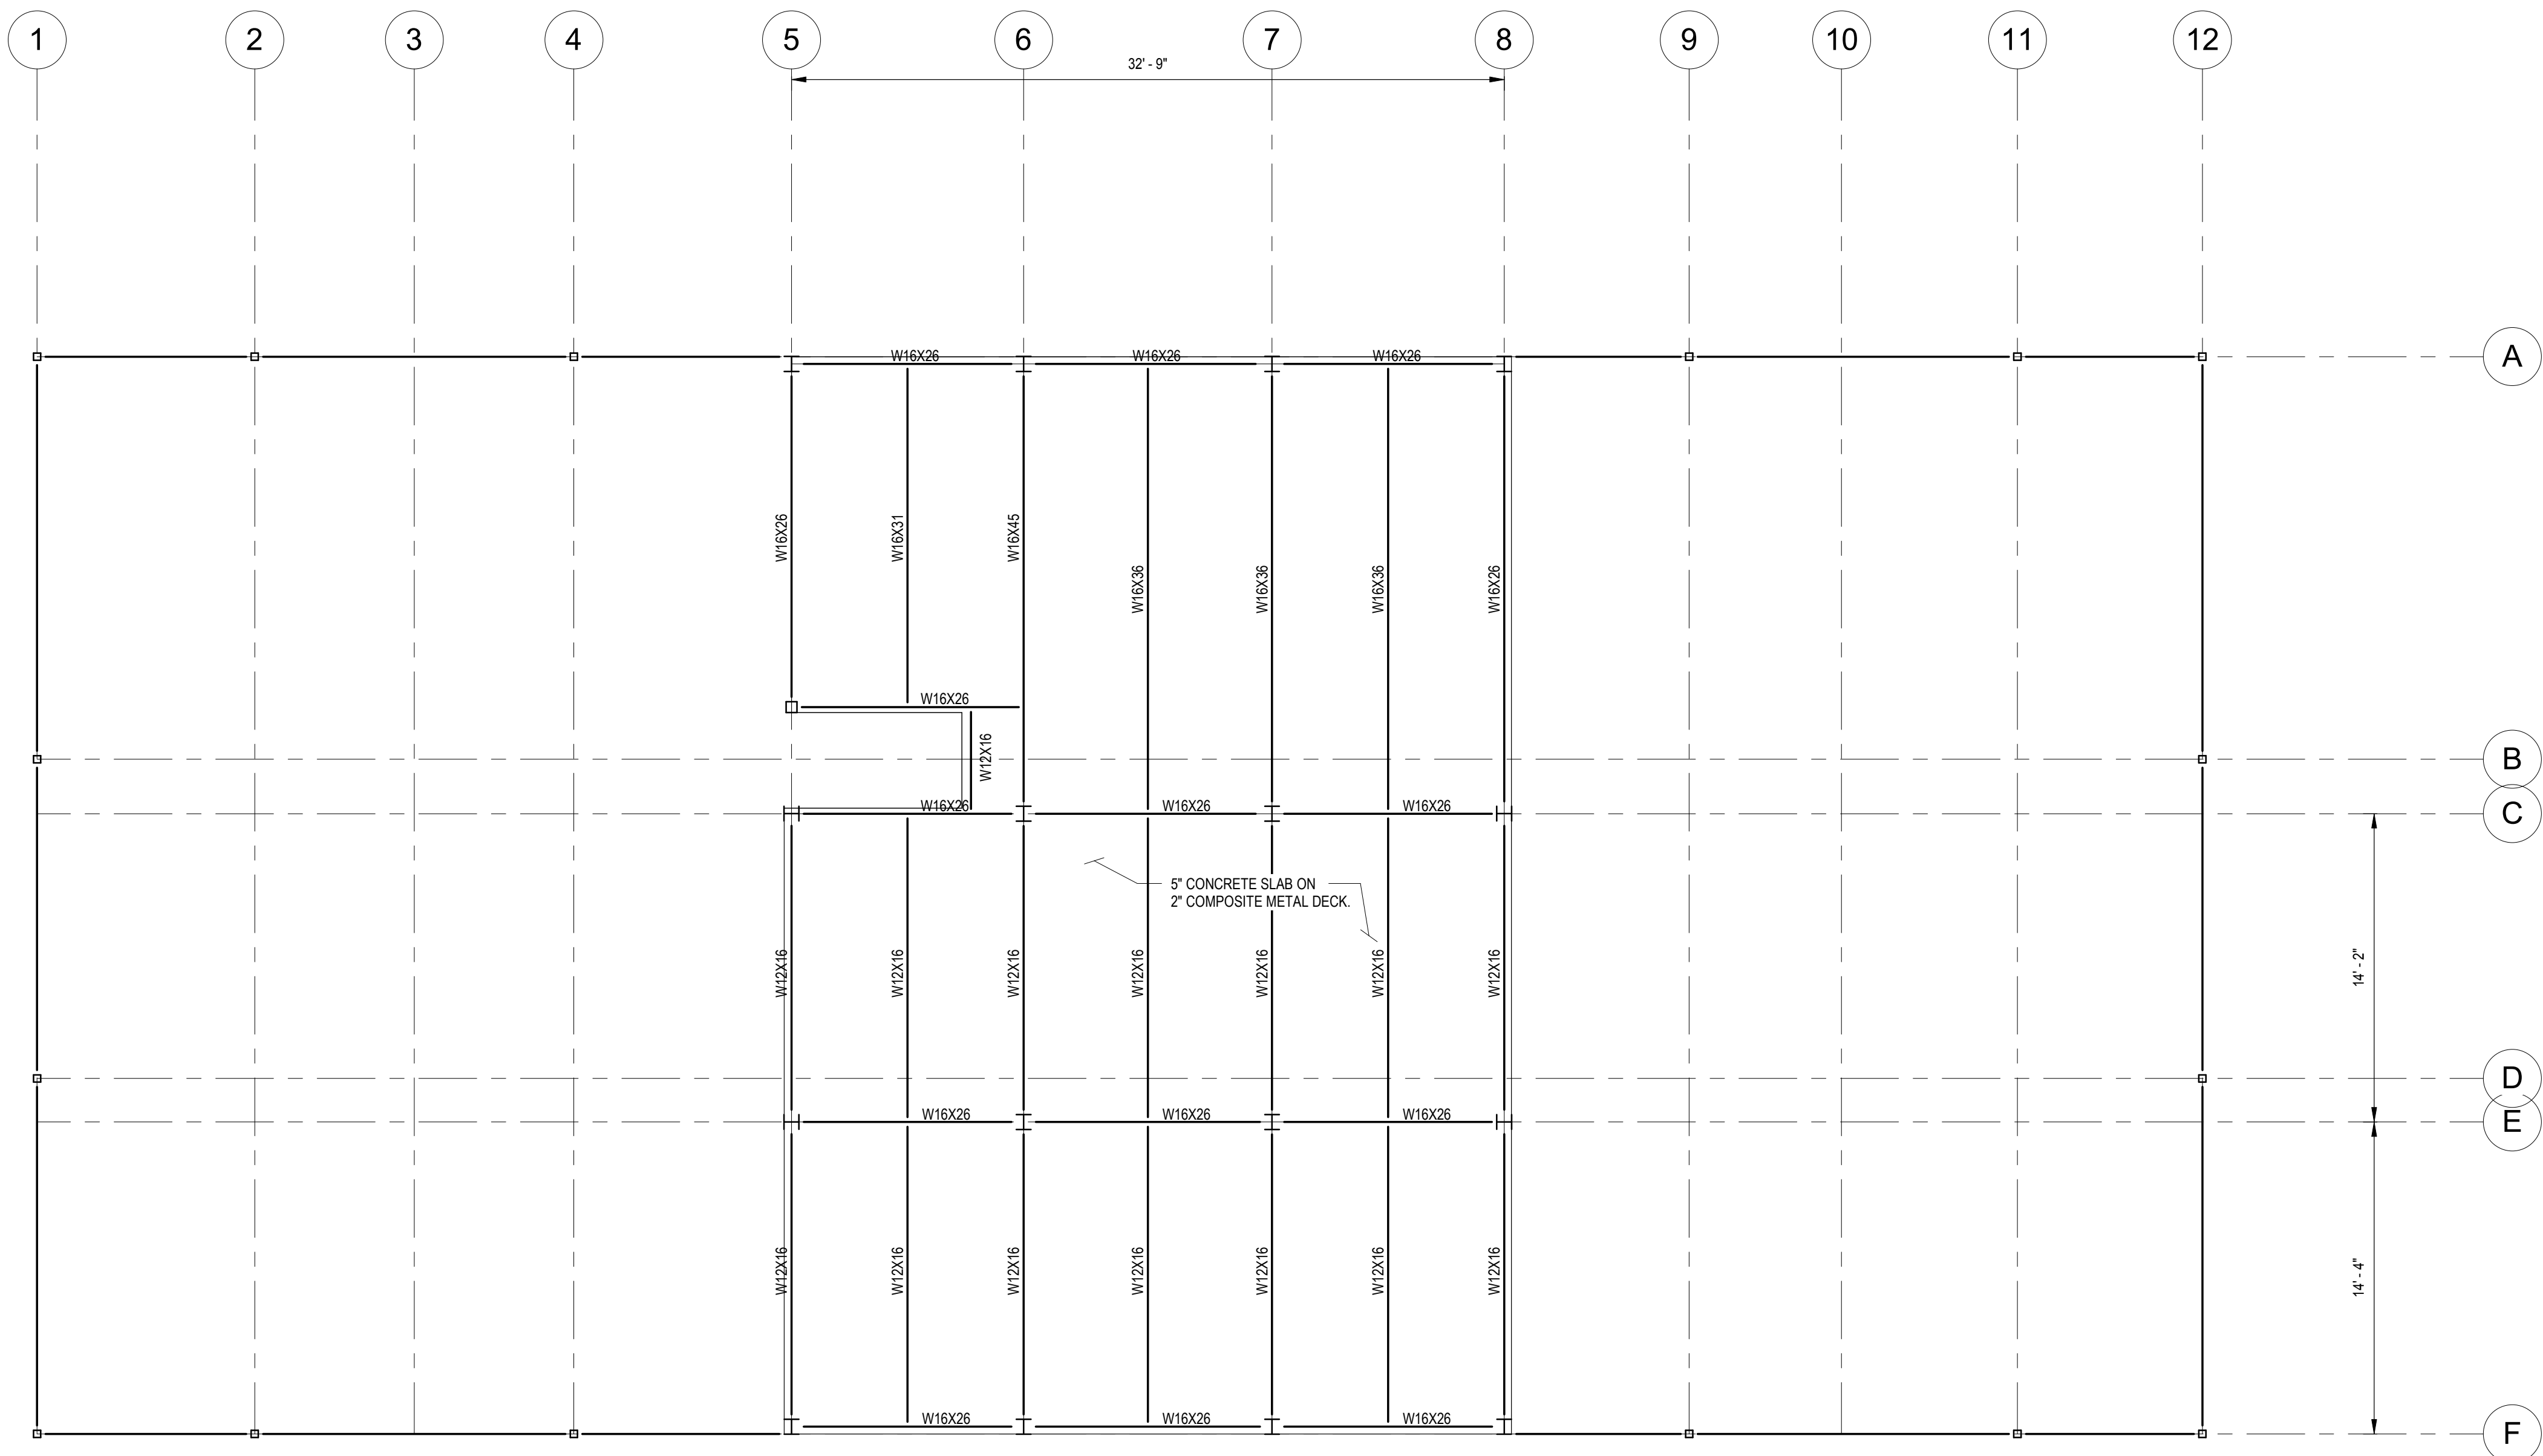 1 2 3 4 5 6 7 8 9 10 11 12
32' - 9"
W16X26 W16X26 W16X26
A
W16X26 W16X31 W16X45 W16X36 W16X36 W16X36 W16X26
W16X26
W12X16
B
W16X26 W16X26 W16X26
C
5" CONCRETE SLAB ON
2" COMPOSITE METAL DECK.
W12X16 W12X16 W12X16 W12X16 W12X16 W12X16 W12X16
14' - 2"
D
W16X26 W16X26 W16X26
E
W12X16 W12X16 W12X16 W12X16 W12X16 W12X16 W12X16
14' - 4"
W16X26 W16X26 W16X26
F